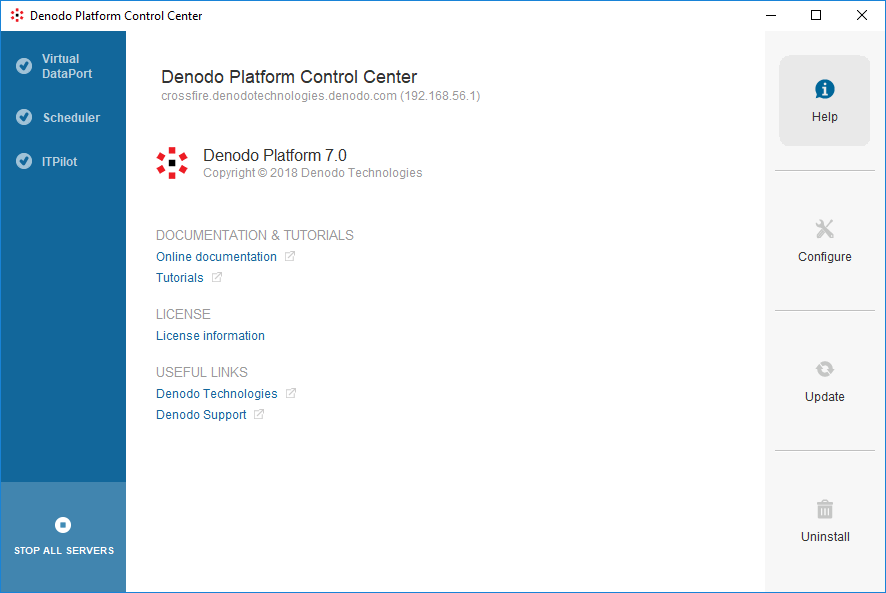 Denodo Platform Control Center
Virtual
DataPort
Scheduler
ITPilot
STOP ALL SERVERS
Denodo Platform Control Center
crossfire.denodotechnologies.denodo.com (192.168.56.1)
Denodo Platform 7.0
Copyright © 2018 Denodo Technologies
DOCUMENTATION & TUTORIALS
Online documentation
Tutorials
LICENSE
License information
USEFUL LINKS
Denodo Technologies
Denodo Support
Help
Configure
Update
Uninstall